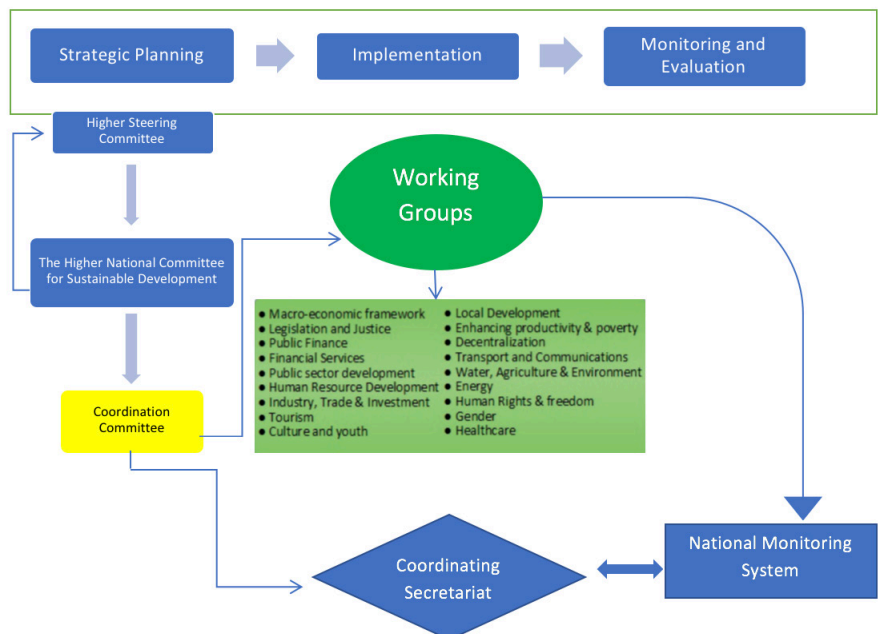 Strategic Planning
Implementation
Monitoring and
Evaluation
Higher Steering
Committee
Working
Groups
The Higher National Committee
for Sustainable Development
● Macro-economic framework
● Legislation and Justice
● Public Finance
● Financial Services
● Public sector development
● Human Resource Development
● Industry, Trade & Investment
● Tourism
● Culture and youth
● Local Development
● Enhancing productivity & poverty
● Decentralization
● Transport and Communications
● Water, Agriculture & Environment
● Energy
● Human Rights & freedom
● Gender
● Healthcare
Coordination
Committee
Coordinating
Secretariat
National Monitoring
System